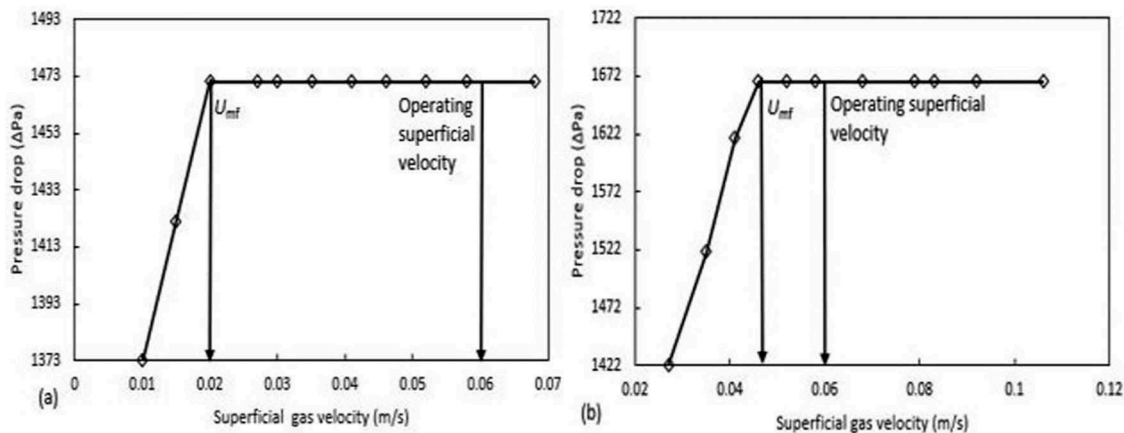 1493
1473
1453
1433
1413
1393
1373
Pressure drop (ΔPa)
U_mf
Operating
superficial
velocity
0 0.01 0.02 0.03 0.04 0.05 0.06 0.07
(a)
Superficial gas velocity (m/s)
1722
1672
1622
1572
1522
1472
1422
Pressure drop (ΔPa)
U_mf
Operating superficial
velocity
0.02 0.04 0.06 0.08 0.1 0.12
(b)
Superficial gas velocity (m/s)